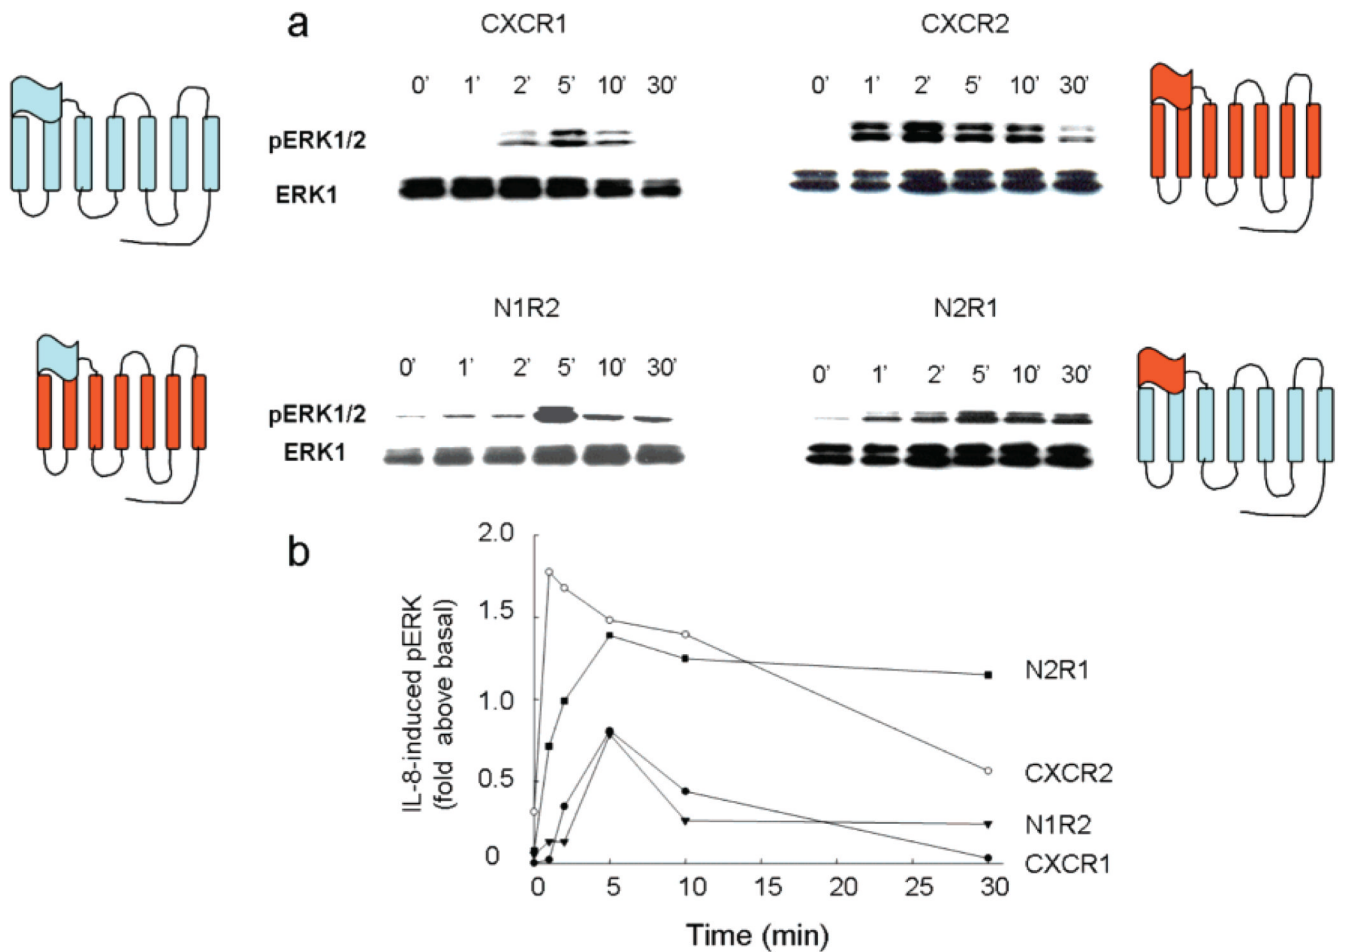 a
CXCR1
CXCR2
0' 1' 2' 5' 10' 30'
0' 1' 2' 5' 10' 30'
pERK1/2
ERK1
N1R2
N2R1
0' 1' 2' 5' 10' 30'
0' 1' 2' 5' 10' 30'
pERK1/2
ERK1
b
IL-8-induced pERK
(fold above basal)
2.0
1.5
1.0
0.5
0
N2R1
CXCR2
N1R2
CXCR1
0 5 10 15 20 25 30
Time (min)